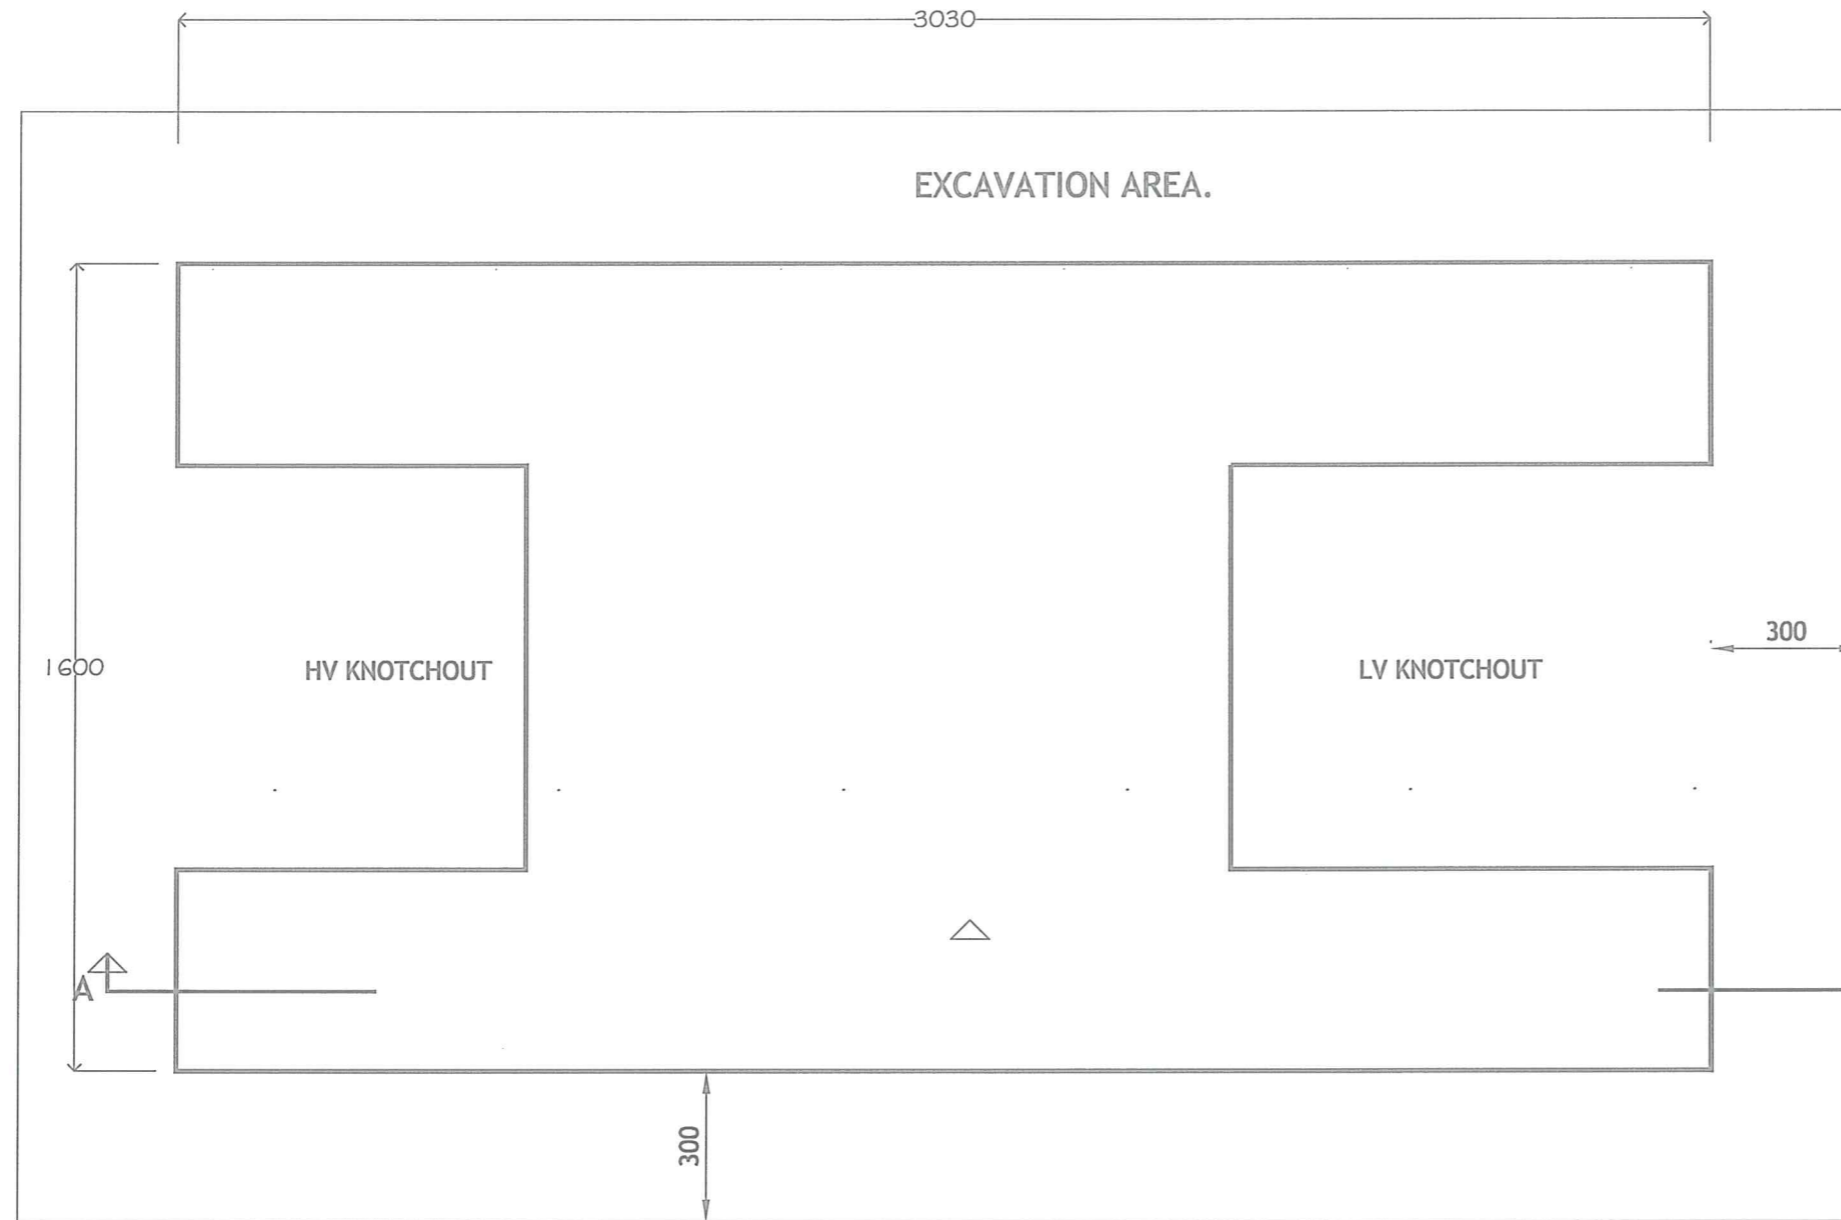 3030
EXCAVATION AREA.
300
1600
HV KNOTCHOUT
LV KNOTCHOUT
A
300